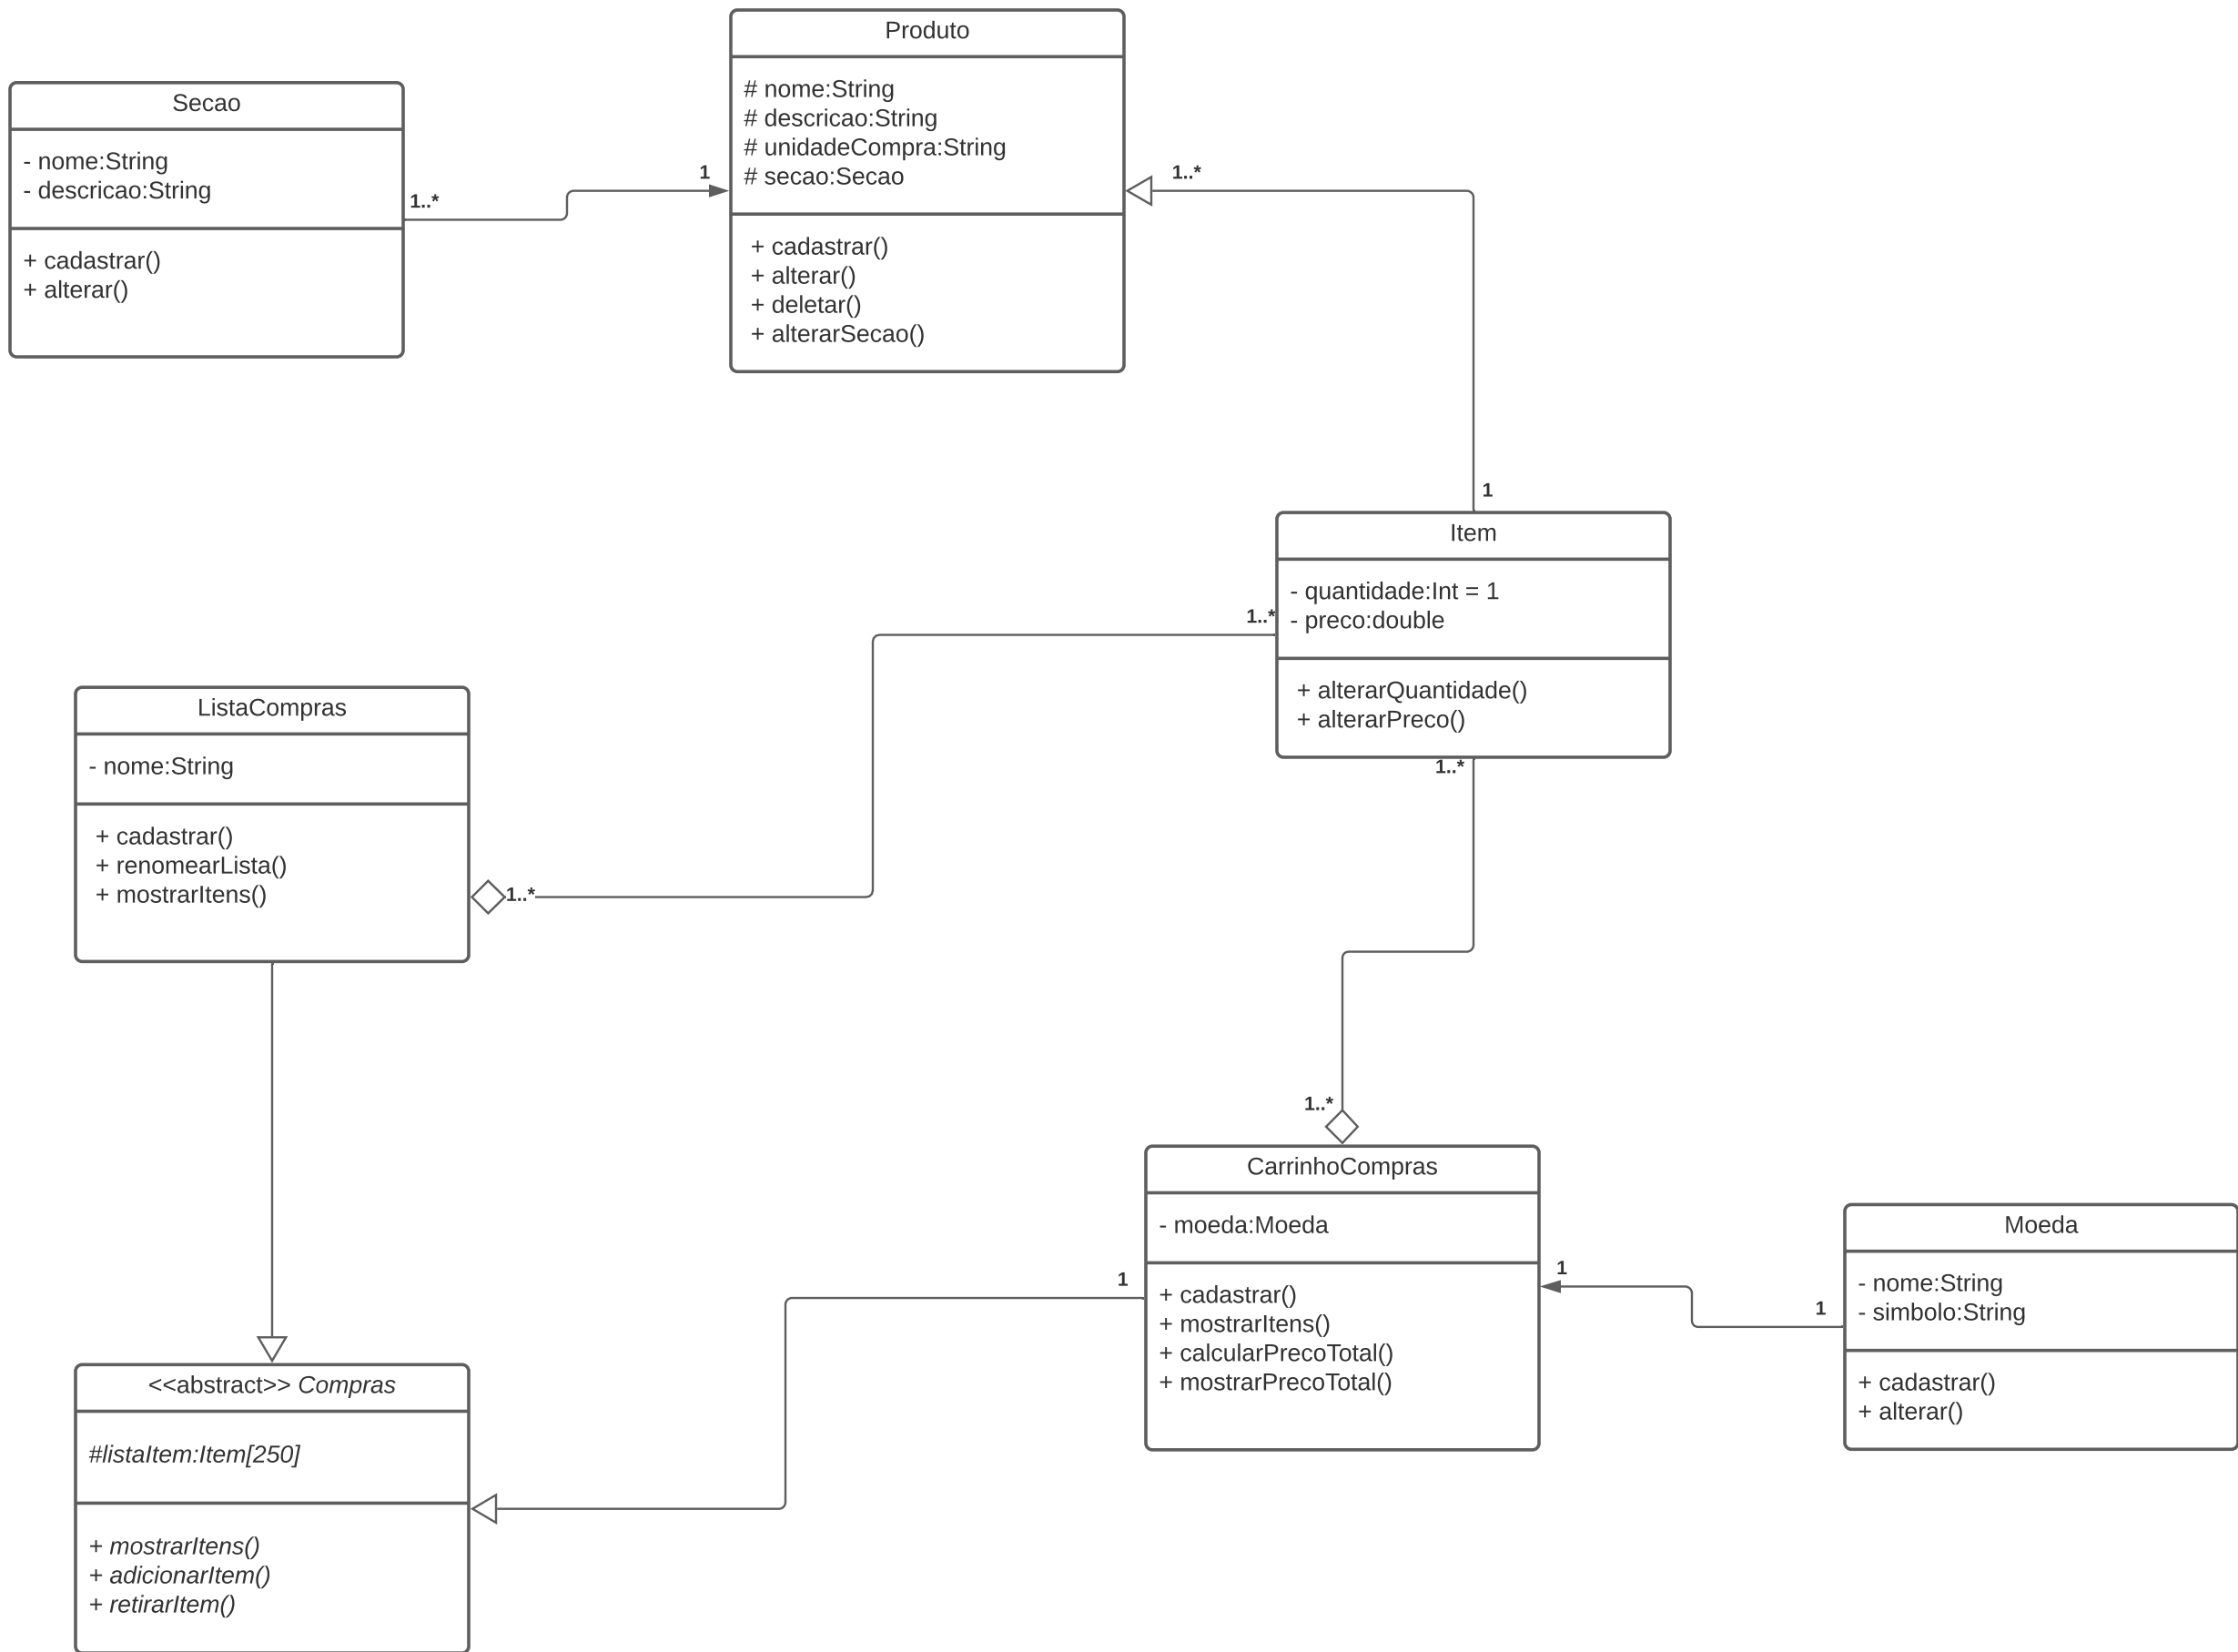 Produto
# nome:String
# descricao:String
# unidadeCompra:String
# secao:Secao
+ cadastrar()
+ alterar()
+ deletar()
+ alterarSecao()
Secao
- nome:String
- descricao:String
+ cadastrar()
+ alterar()
1..*
1
1..*
1
Item
- quantidade:Int = 1
- preco:double
+ alterarQuantidade()
+ alterarPreco()
1..*
1..*
ListaCompras
- nome:String
+ cadastrar()
+ renomearLista()
+ mostrarItens()
1..*
1..*
CarrinhoCompras
- moeda:Moeda
+ cadastrar()
+ mostrarItens()
+ calcularPrecoTotal()
+ mostrarPrecoTotal()
1
1
1
Moeda
- nome:String
- simbolo:String
+ cadastrar()
+ alterar()
<<abstract>> Compras
#listaItem:Item[250]
+ mostrarItens()
+ adicionarItem()
+ retirarItem()